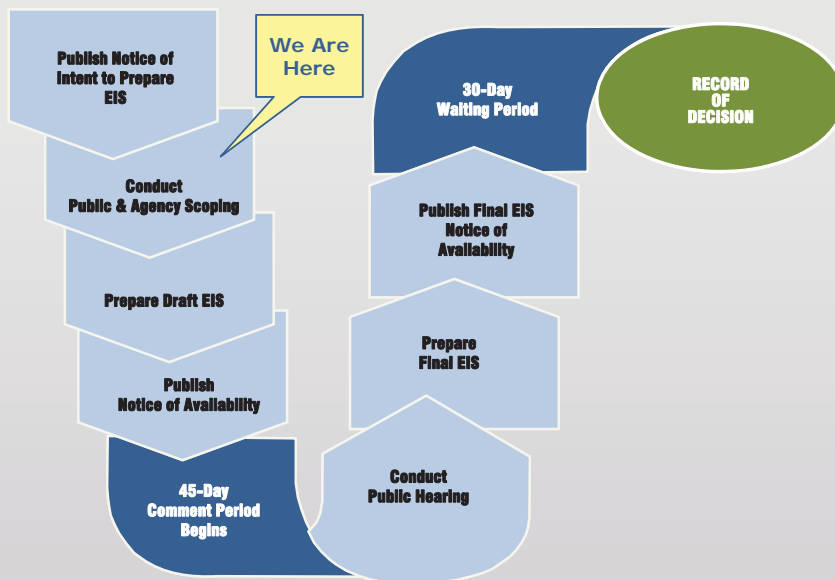 Publish Notice of
Intent to Prepare
EIS
We Are
Here
Conduct
Public & Agency Scoping
Prepare Draft EIS
Publish
Notice of Availability
45-Day
Comment Period
Begins
Conduct
Public Hearing
Prepare
Final EIS
Publish Final EIS
Notice of
Availability
30-Day
Waiting Period
RECORD
OF
DECISION